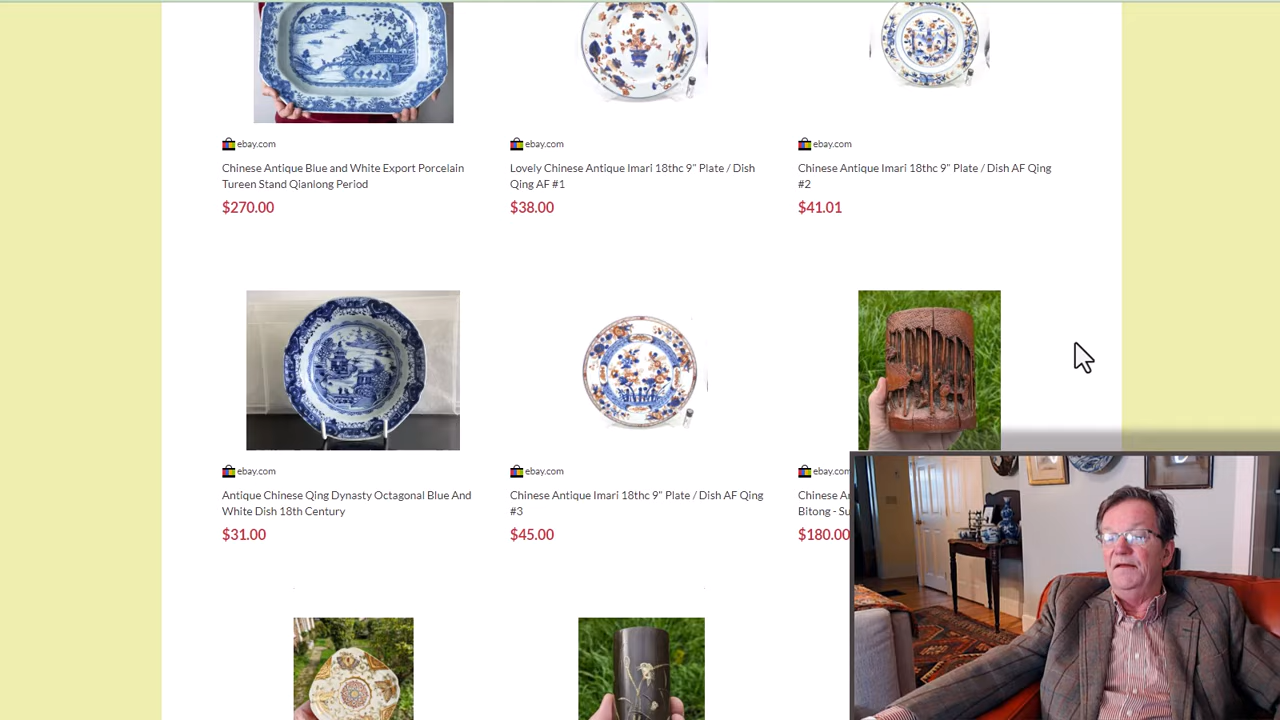 ebay.com
Chinese Antique Blue and White Export Porcelain
Tureen Stand Qianlong Period
$270.00
ebay.com
Lovely Chinese Antique Imari 18thc 9" Plate / Dish
Qing AF #1
$38.00
ebay.com
Chinese Antique Imari 18thc 9" Plate / Dish AF Qing
#2
$41.01
ebay.com
Antique Chinese Qing Dynasty Octagonal Blue And
White Dish 18th Century
$31.00
ebay.com
Chinese Antique Imari 18thc 9" Plate / Dish AF Qing
#3
$45.00
ebay.com
Chinese
Bitong -
$180.00